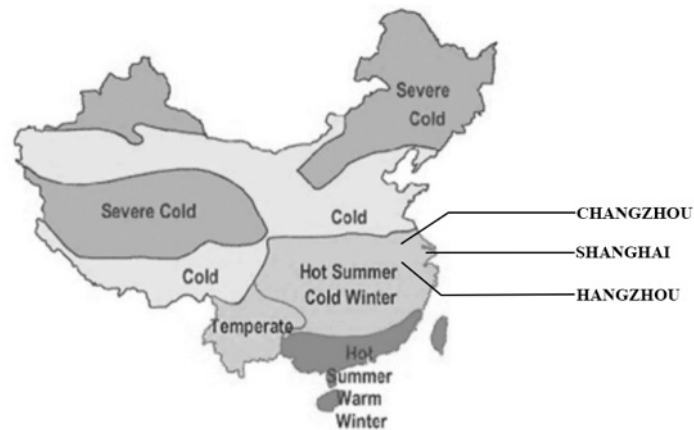 Severe
Cold
Severe Cold
Cold
CHANGZHOU
SHANGHAI
Cold
Hot Summer
Cold Winter
HANGZHOU
Temperate
Hot
Summer
Warm
Winter